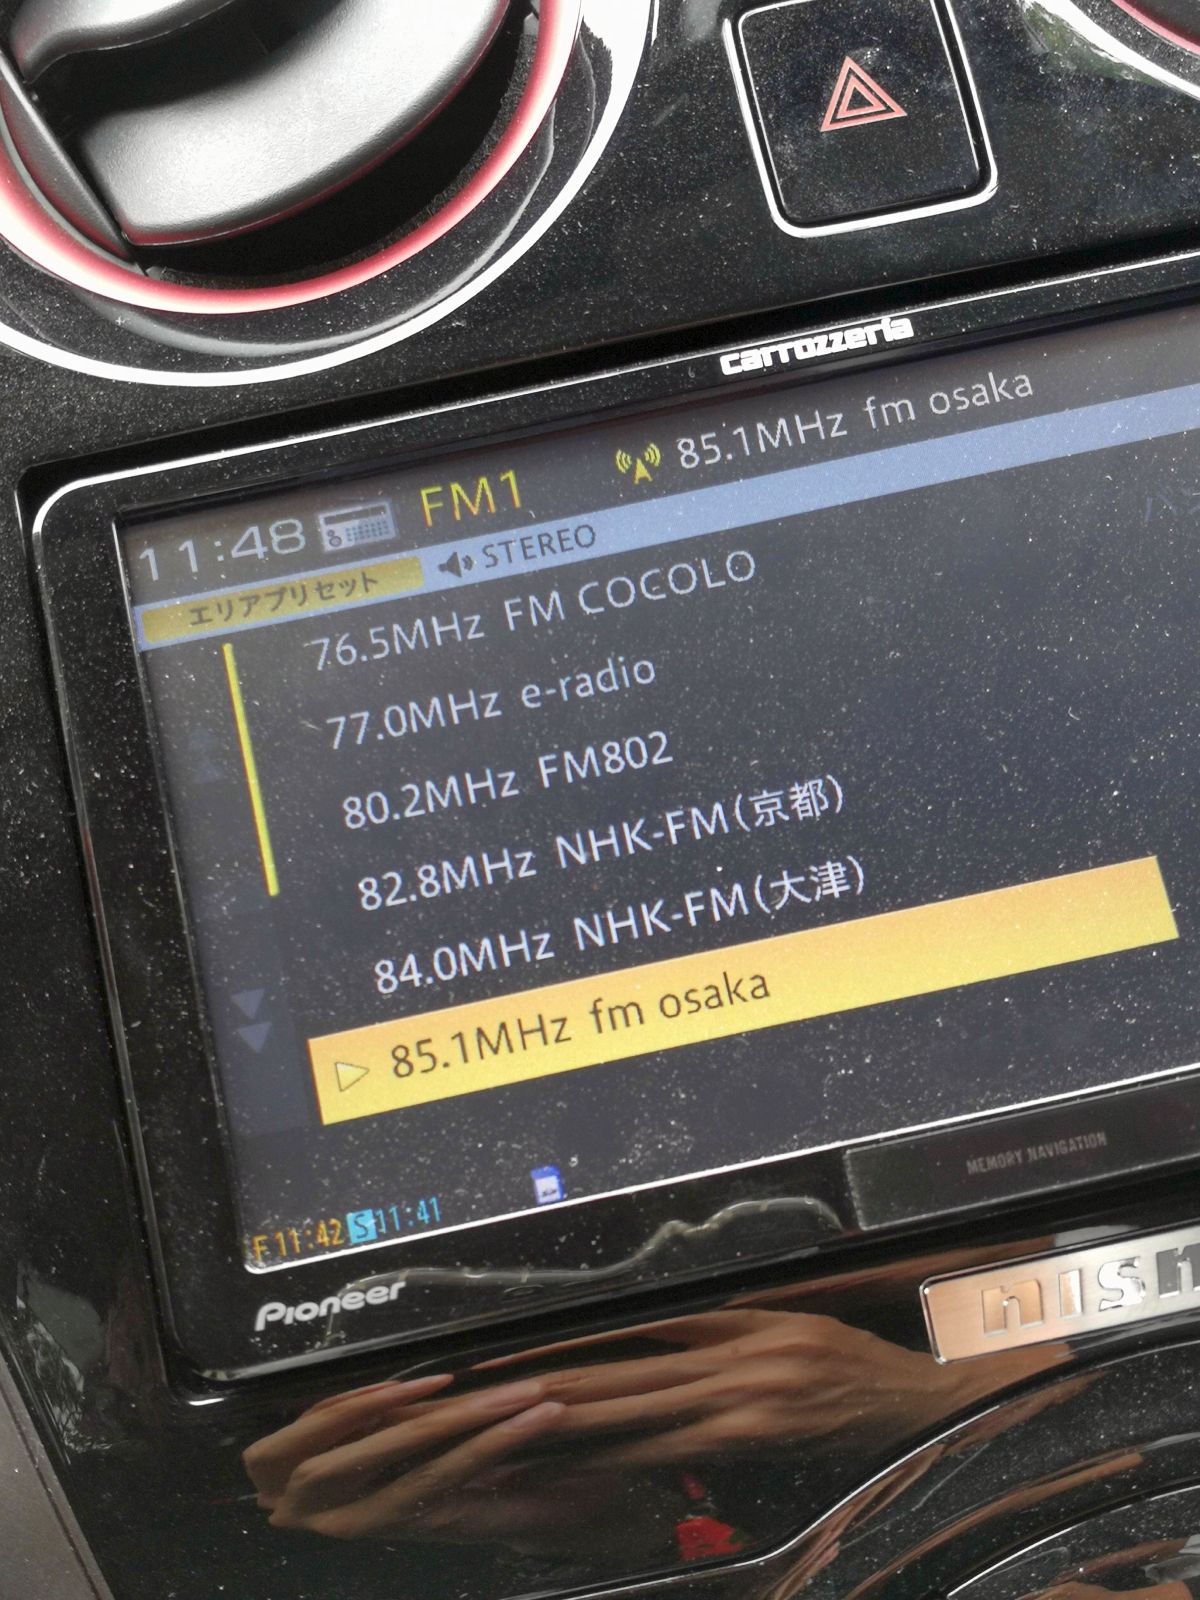 carrozzeria
11:48 FM1 85.1MHz fm osaka
エリアプリセット STEREO
76.5MHz FM COCOLO
77.0MHz e-radio
80.2MHz FM802
82.8MHz NHK-FM(京都)
84.0MHz NHK-FM(大津)
85.1MHz fm osaka
F 11:42 S 11:41
MEMORY NAVIGATION
Pioneer
nism